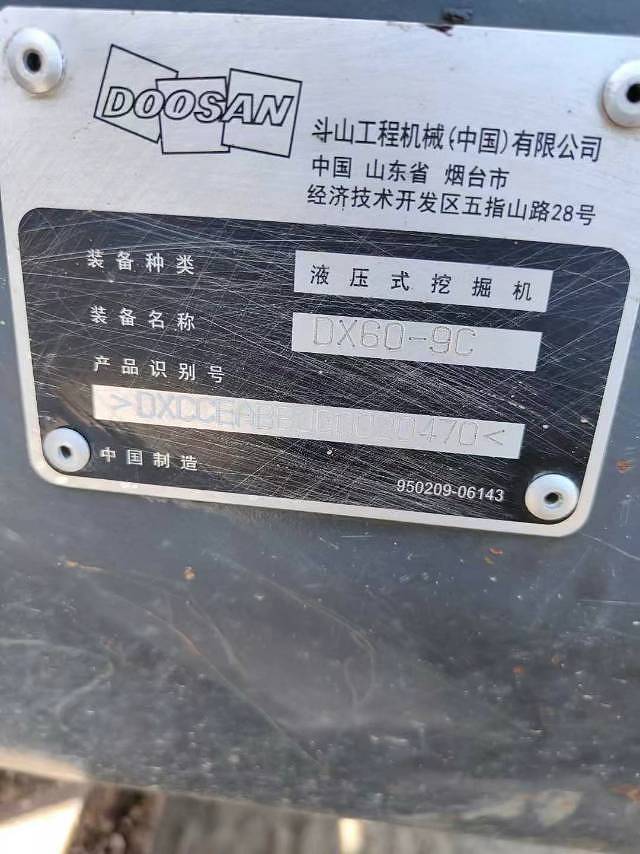 DOOSAN
斗山工程机械(中国)有限公司
中国 山东省 烟台市
经济技术开发区五指山路28号
装备种类 液压式挖掘机
装备名称 DX60-9C
产品识别号
中国制造 950209-06143